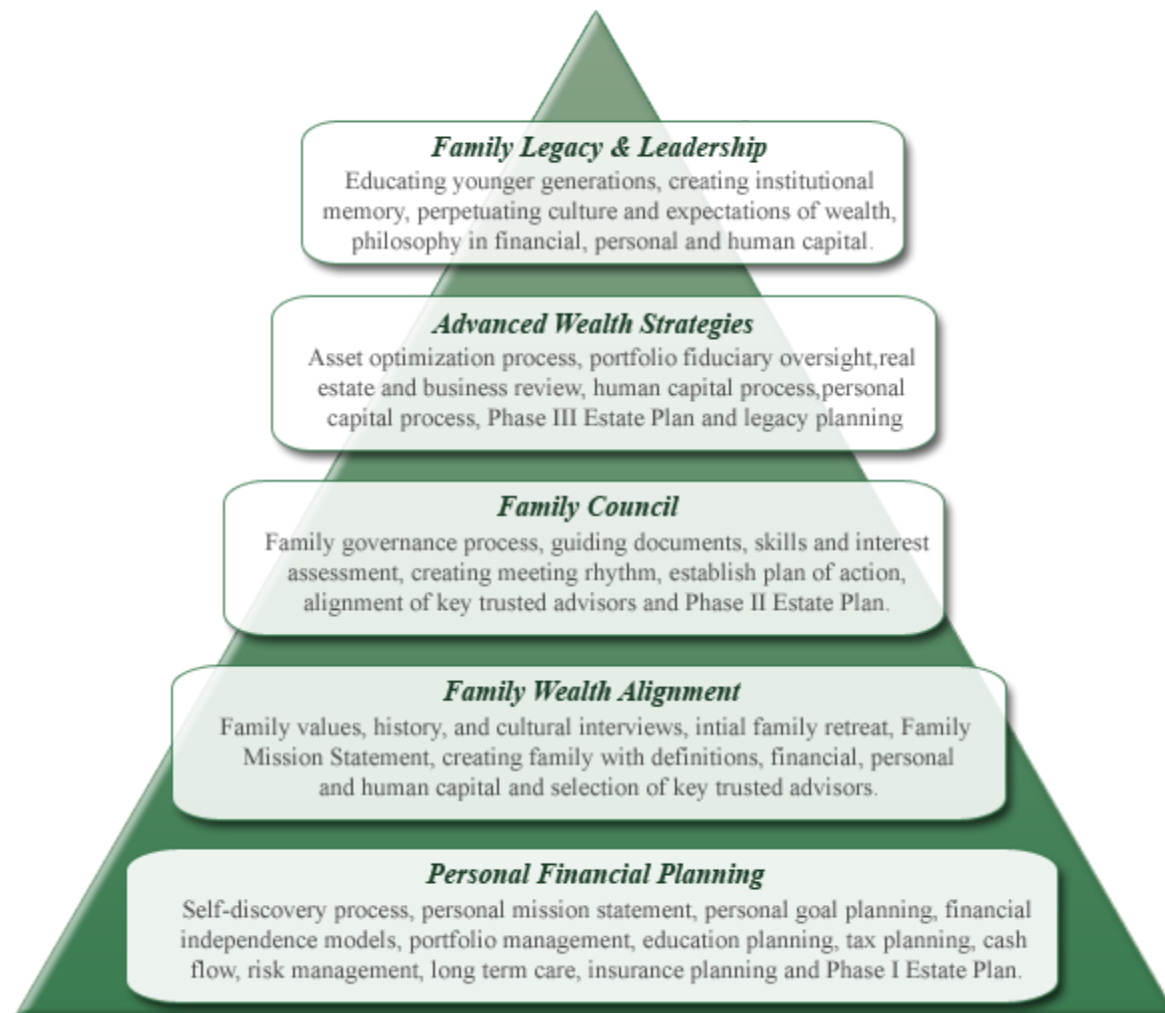 Family Legacy & Leadership
Educating younger generations, creating institutional
memory, perpetuating culture and expectations of wealth,
philosophy in financial, personal and human capital.
Advanced Wealth Strategies
Asset optimization process, portfolio fiduciary oversight,real
estate and business review, human capital process,personal
capital process, Phase III Estate Plan and legacy planning
Family Council
Family governance process, guiding documents, skills and interest
assessment, creating meeting rhythm, establish plan of action,
alignment of key trusted advisors and Phase II Estate Plan.
Family Wealth Alignment
Family values, history, and cultural interviews, intial family retreat, Family
Mission Statement, creating family with definitions, financial, personal
and human capital and selection of key trusted advisors.
Personal Financial Planning
Self-discovery process, personal mission statement, personal goal planning, financial
independence models, portfolio management, education planning, tax planning, cash
flow, risk management, long term care, insurance planning and Phase I Estate Plan.